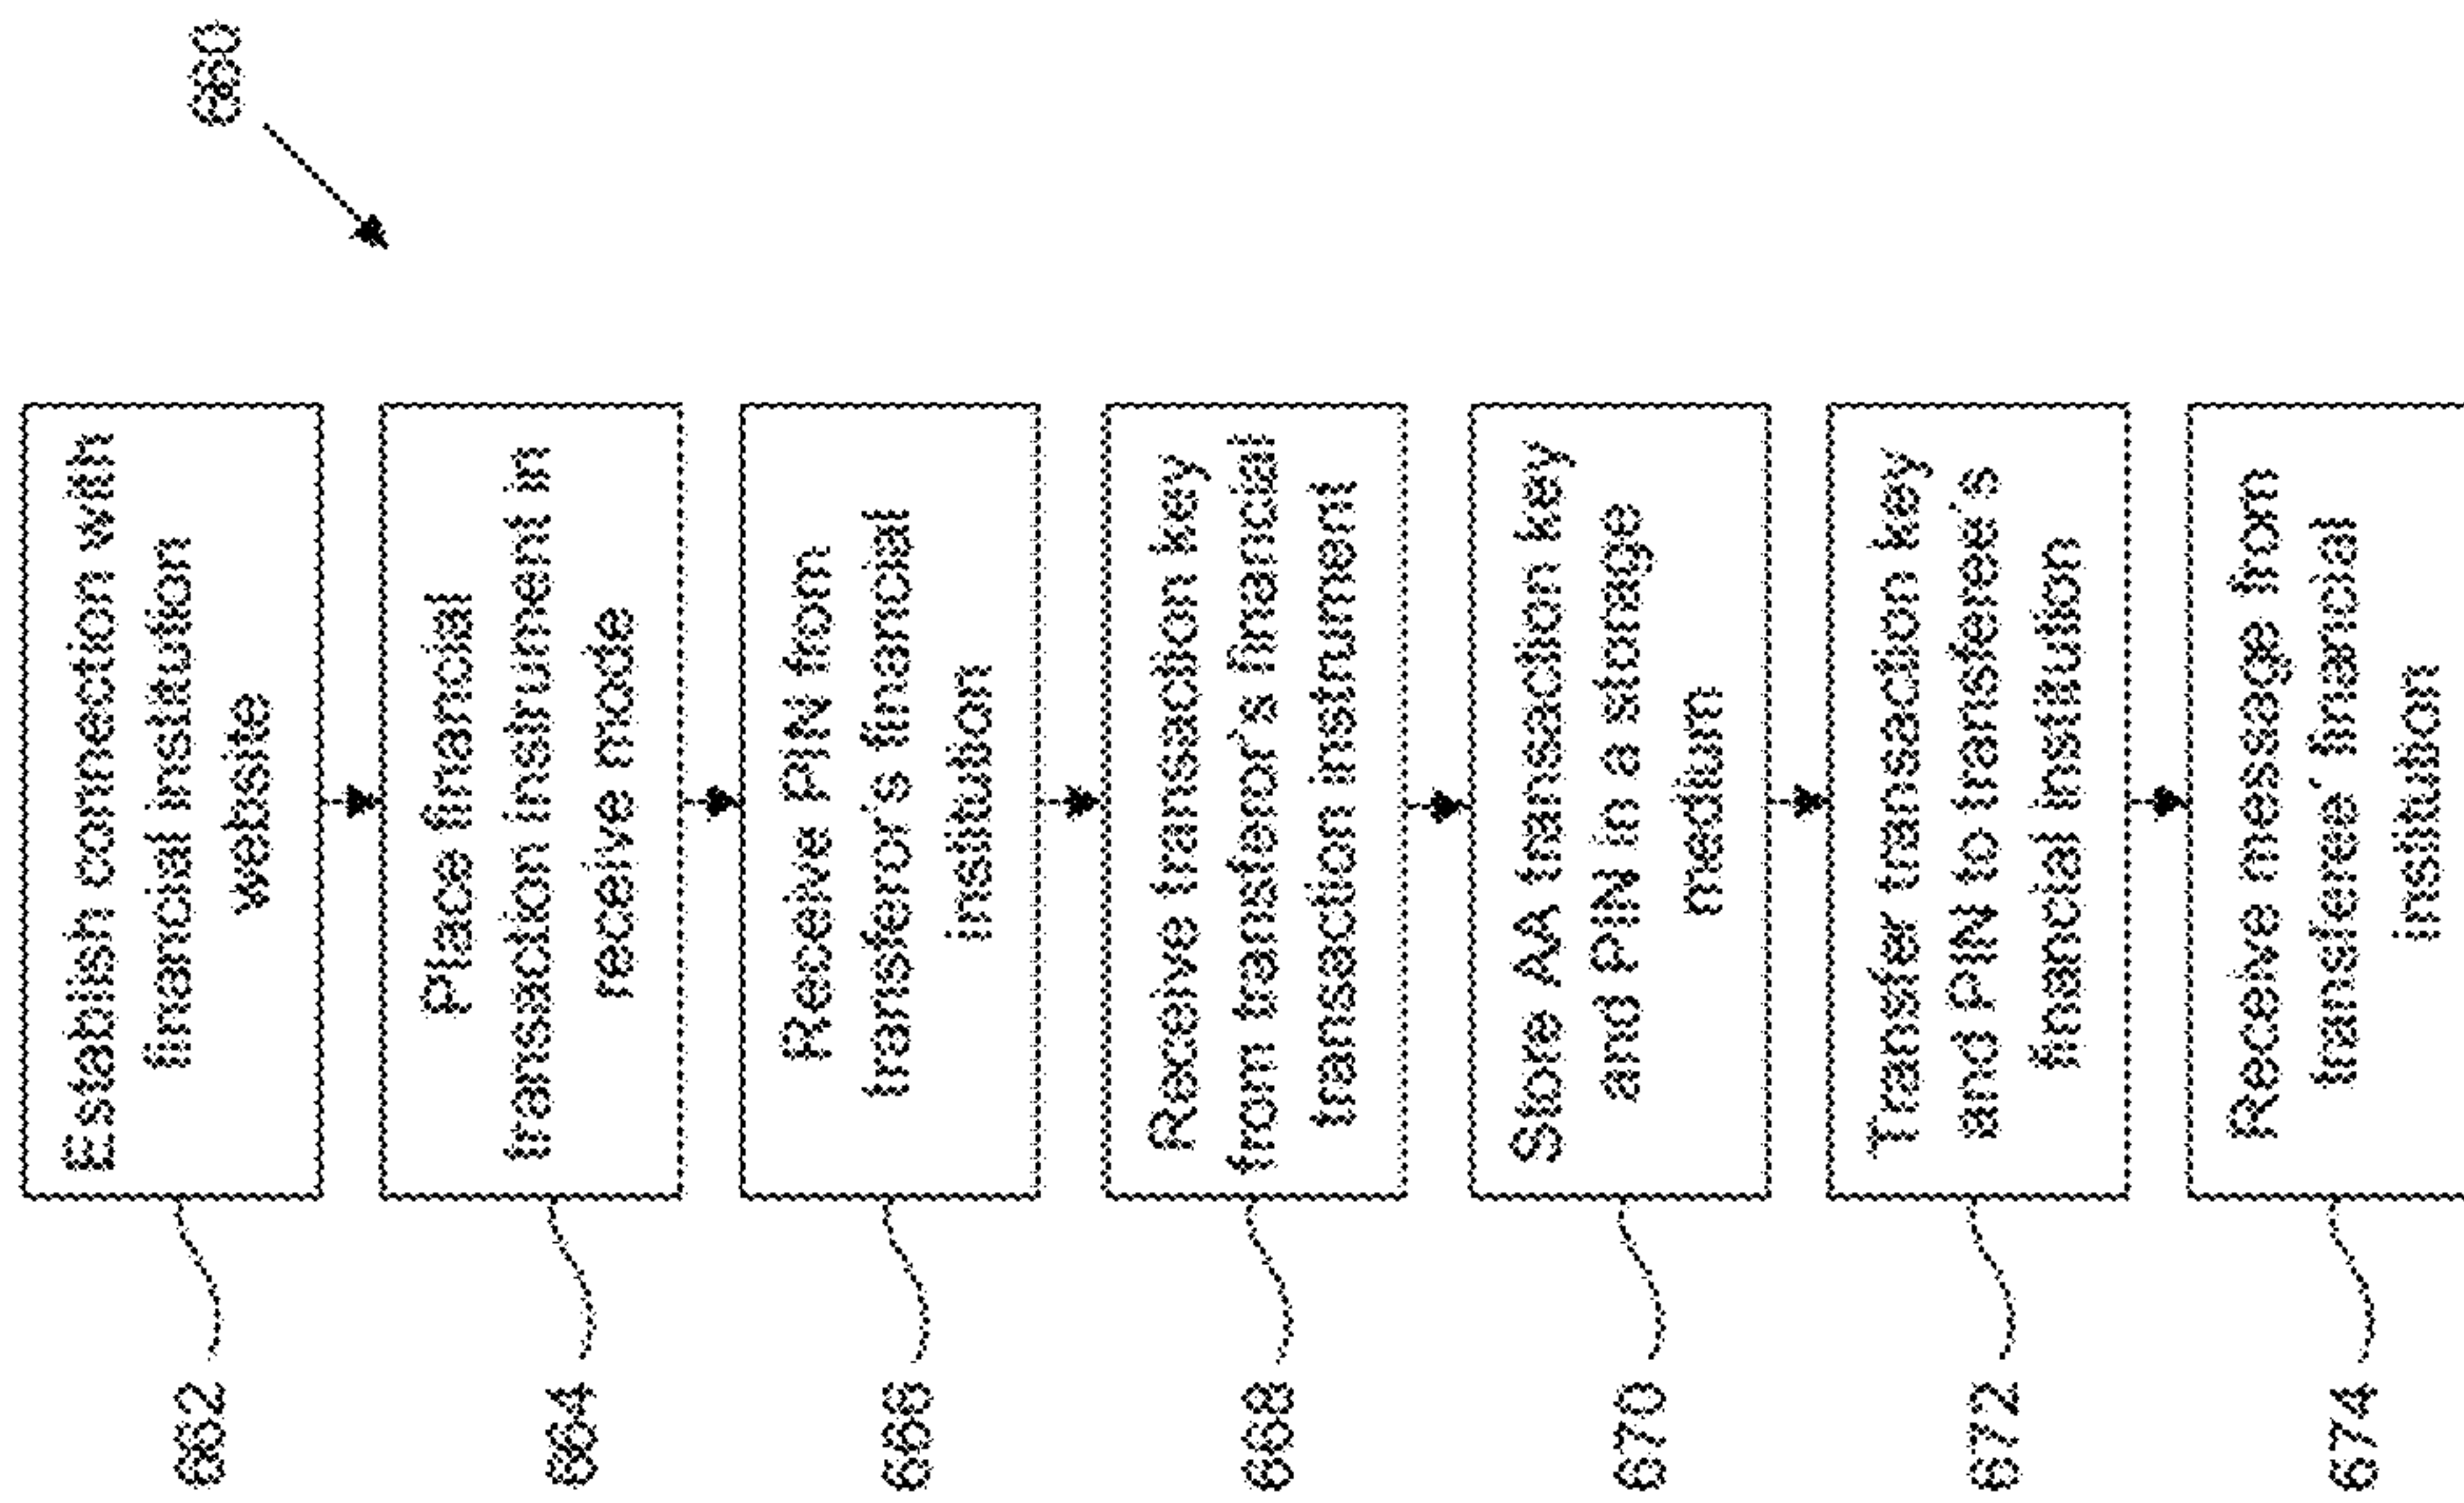 660
662
Establish connection with
financial institution
website
664
Place financial
transaction instrument in
receive mode
666
Receive PIN from
transferor's financial
institution
668
Receive transaction key
from transferor's financial
transaction instrument
670
Store AA transaction key
and PIN in a storage
medium
672
Transfer transaction key
and PIN to transferee's
financial institution
674
Receive message from
transferee' financial
institution